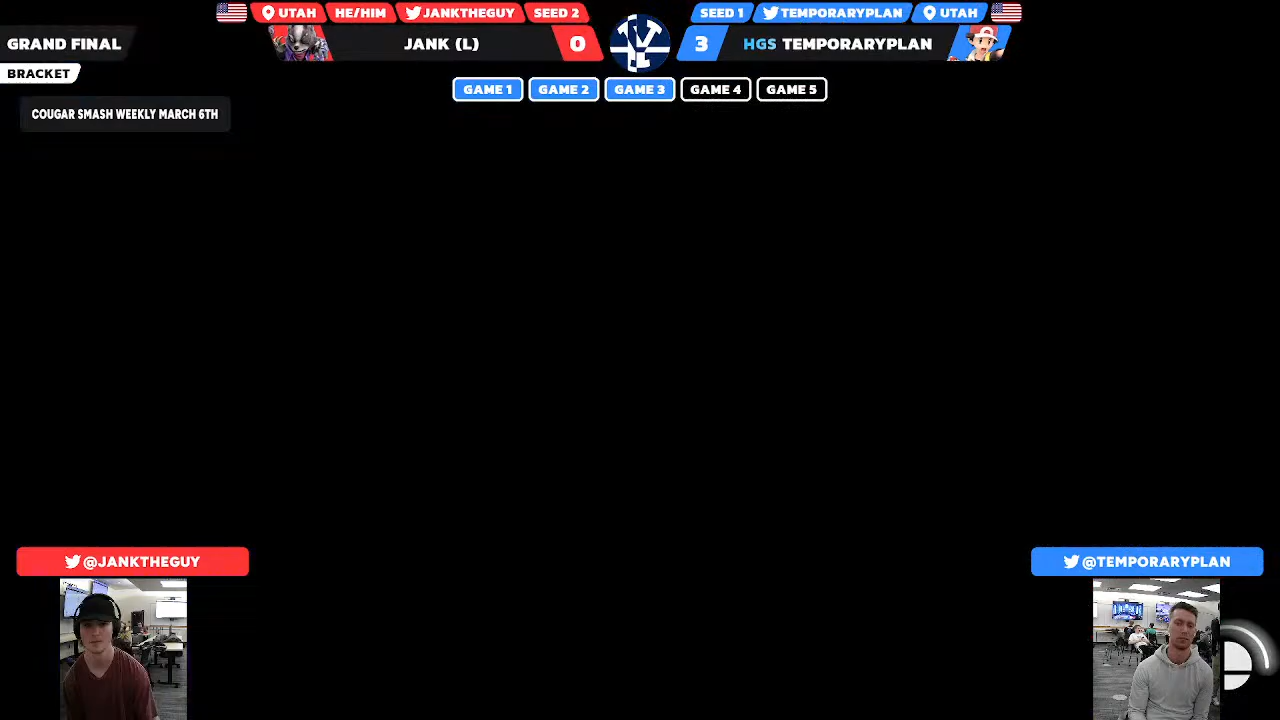 UTAH HE/HIM JANKTHEGUY SEED 2
SEED 1 TEMPORARYPLAN UTAH
GRAND FINAL
JANK (L) 0
3 HGS TEMPORARYPLAN
BRACKET
GAME 1 GAME 2 GAME 3 GAME 4 GAME 5
COUGAR SMASH WEEKLY MARCH 6TH
@JANKTHEGUY
@TEMPORARYPLAN